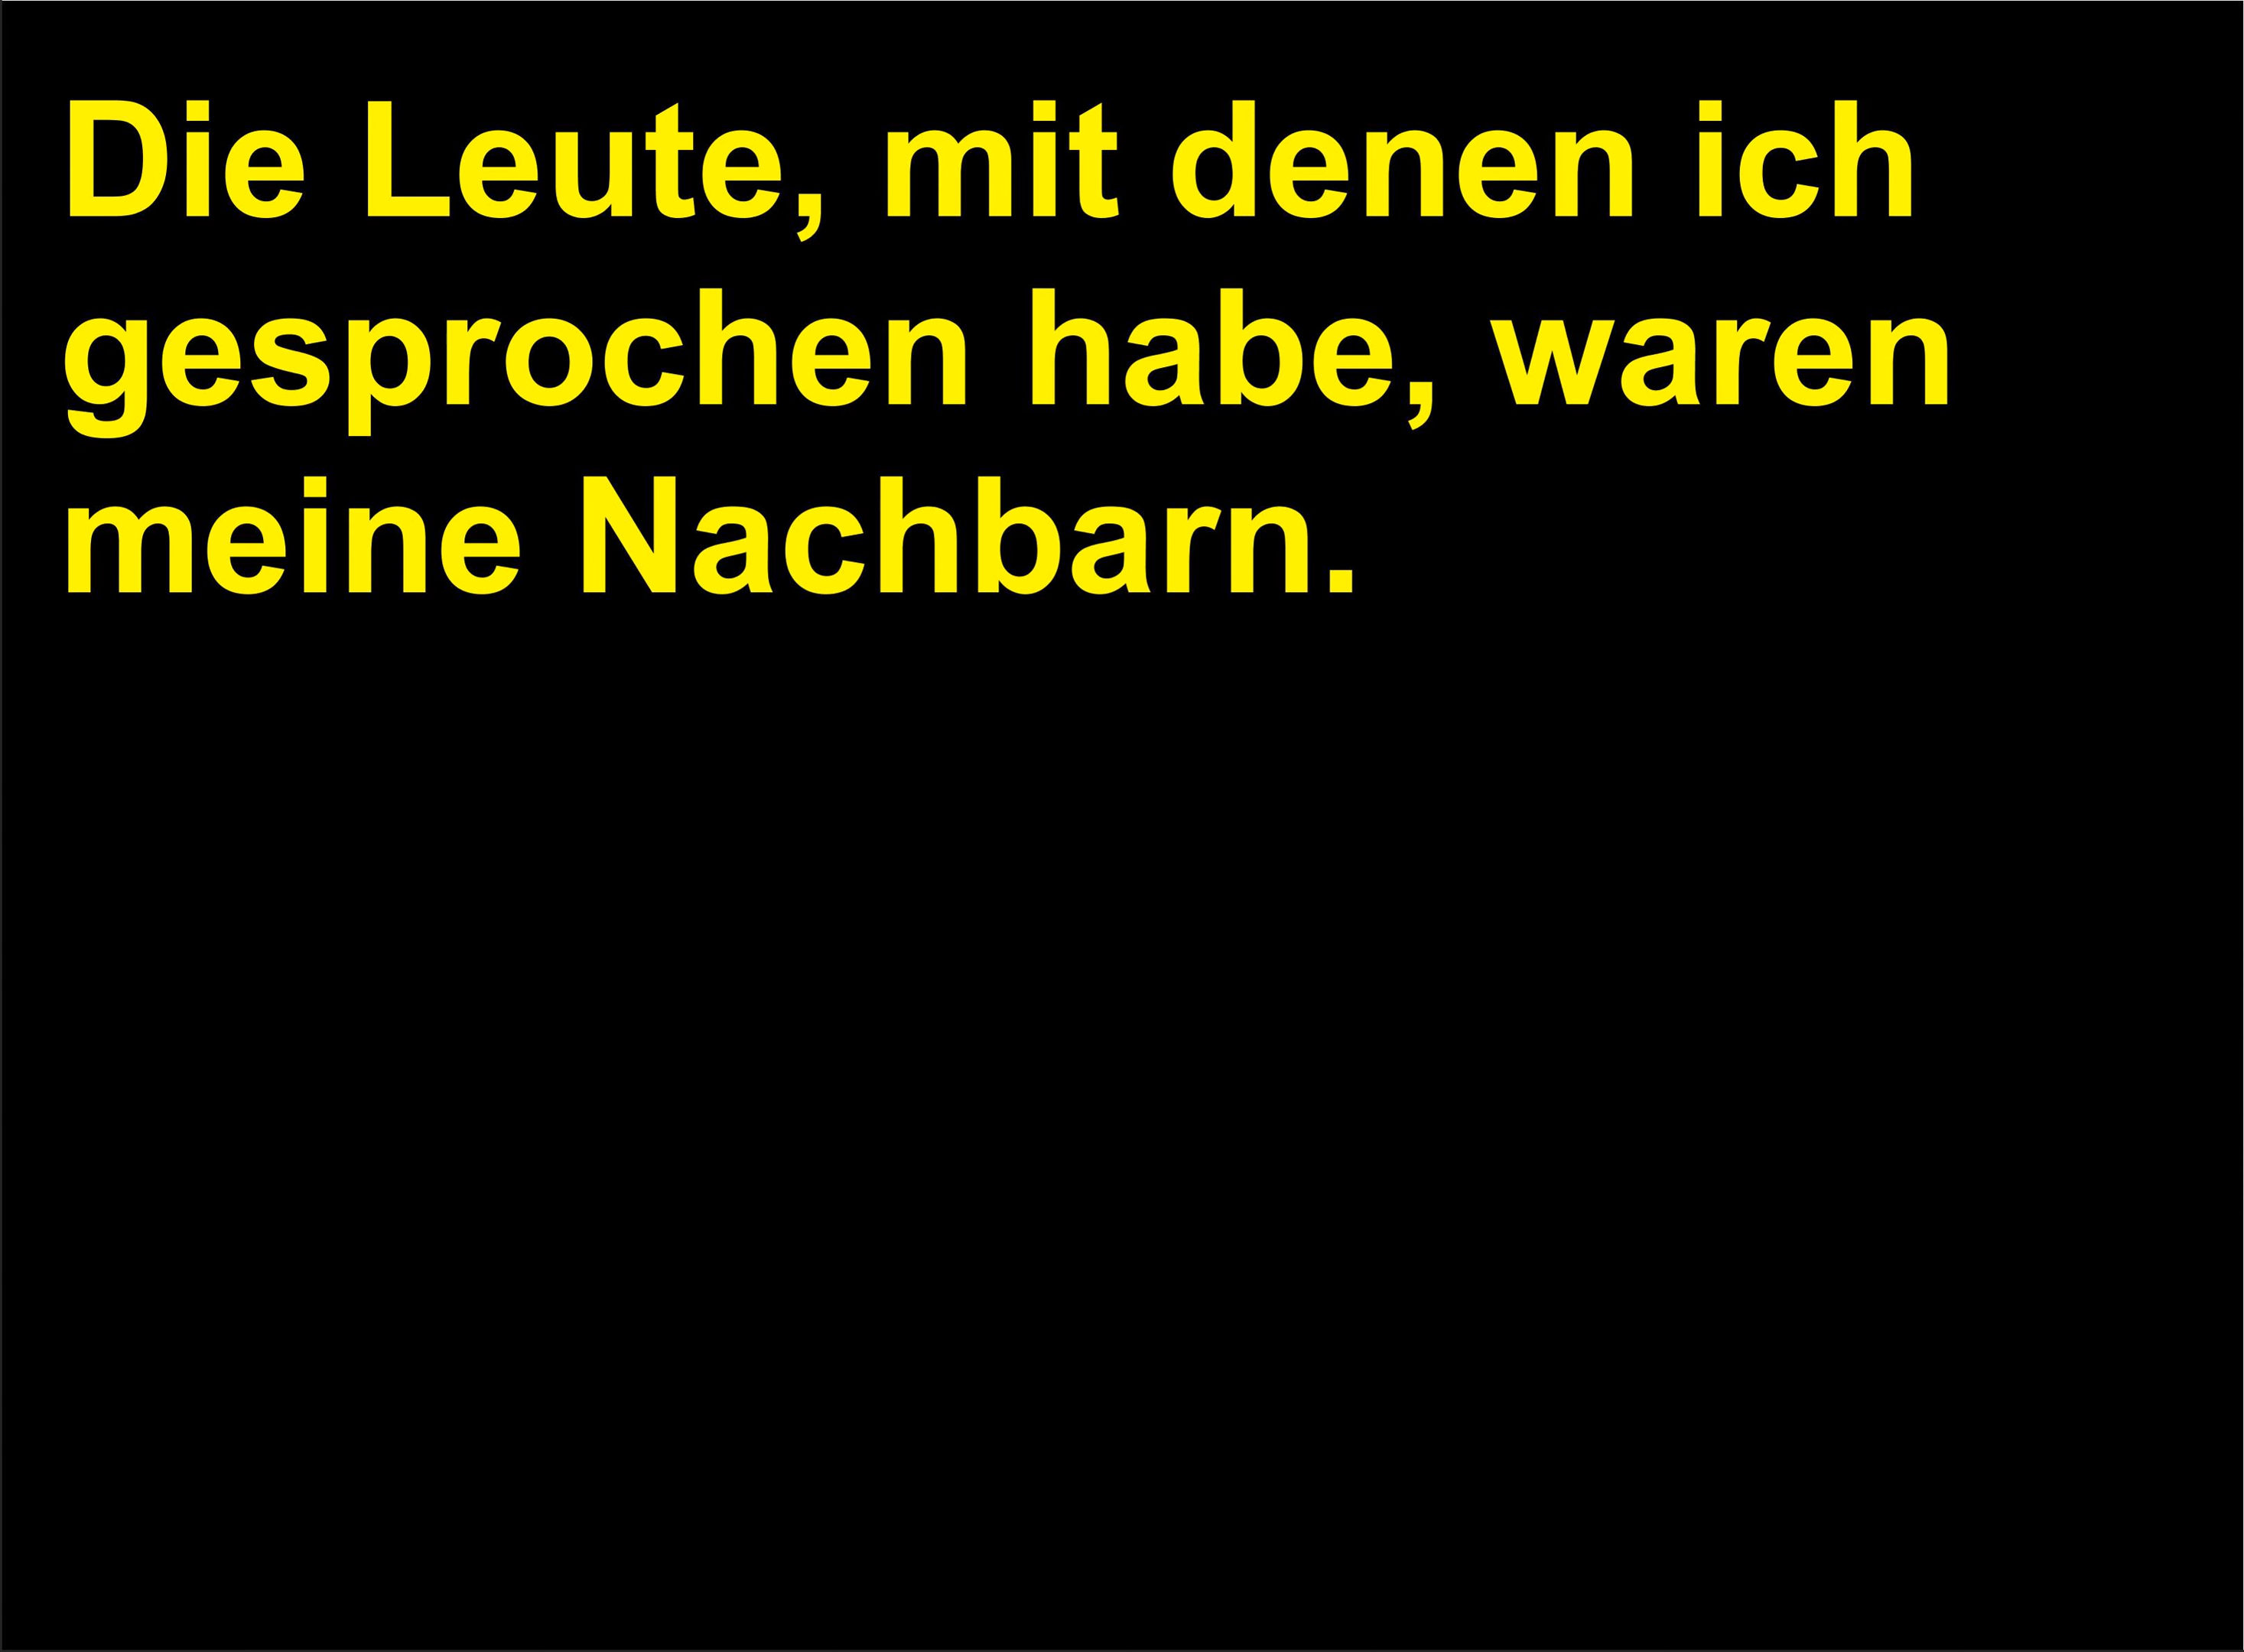 Die Leute, mit denen ich
gesprochen habe, waren
meine Nachbarn.